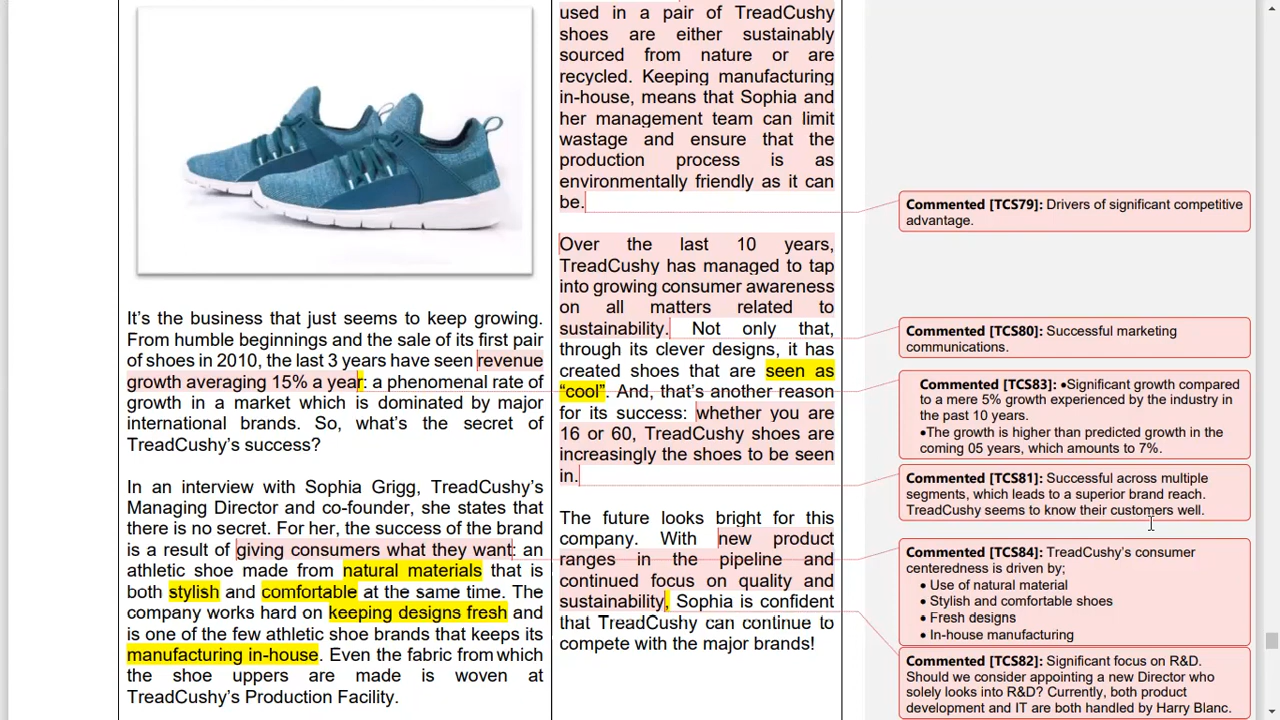 It's the business that just seems to keep growing.
From humble beginnings and the sale of its first pair
of shoes in 2010, the last 3 years have seen revenue
growth averaging 15% a year: a phenomenal rate of
growth in a market which is dominated by major
international brands. So, what's the secret of
TreadCushy's success?
In an interview with Sophia Grigg, TreadCushy's
Managing Director and co-founder, she states that
there is no secret. For her, the success of the brand
is a result of giving consumers what they want: an
athletic shoe made from natural materials that is
both stylish and comfortable at the same time. The
company works hard on keeping designs fresh and
is one of the few athletic shoe brands that keeps its
manufacturing in-house. Even the fabric from which
the shoe uppers are made is woven at
TreadCushy's Production Facility.
used in a pair of TreadCushy
shoes are either sustainably
sourced from nature or are
recycled. Keeping manufacturing
in-house, means that Sophia and
her management team can limit
wastage and ensure that the
production process is as
environmentally friendly as it can
be.
Over the last 10 years,
TreadCushy has managed to tap
into growing consumer awareness
on all matters related to
sustainability. Not only that,
through its clever designs, it has
created shoes that are seen as
“cool”. And, that's another reason
for its success: whether you are
16 or 60, TreadCushy shoes are
increasingly the shoes to be seen
in.
The future looks bright for this
company. With new product
ranges in the pipeline and
continued focus on quality and
sustainability, Sophia is confident
that TreadCushy can continue to
compete with the major brands!
Commented [TCS79]: Drivers of significant competitive
advantage.
Commented [TCS80]: Successful marketing
communications.
Commented [TCS83]: •Significant growth compared
to a mere 5% growth experienced by the industry in
the past 10 years.
•The growth is higher than predicted growth in the
coming 05 years, which amounts to 7%.
Commented [TCS81]: Successful across multiple
segments, which leads to a superior brand reach.
TreadCushy seems to know their customers well.
Commented [TCS84]: TreadCushy's consumer
centeredness is driven by;
• Use of natural material
• Stylish and comfortable shoes
• Fresh designs
• In-house manufacturing
Commented [TCS82]: Significant focus on R&D.
Should we consider appointing a new Director who
solely looks into R&D? Currently, both product
development and IT are both handled by Harry Blanc.